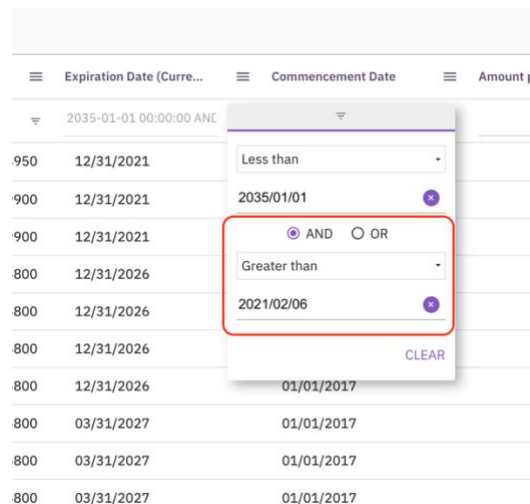 Expiration Date (Curre... Commencement Date Amount
2035-01-01 00:00:00 AND
Less than
950 12/31/2021
2035/01/01
900 12/31/2021
AND OR
900 12/31/2021
Greater than
800 12/31/2026
2021/02/06
800 12/31/2026
CLEAR
800 12/31/2026
800 12/31/2026 01/01/2017
800 03/31/2027 01/01/2017
800 03/31/2027 01/01/2017
800 03/31/2027 01/01/2017